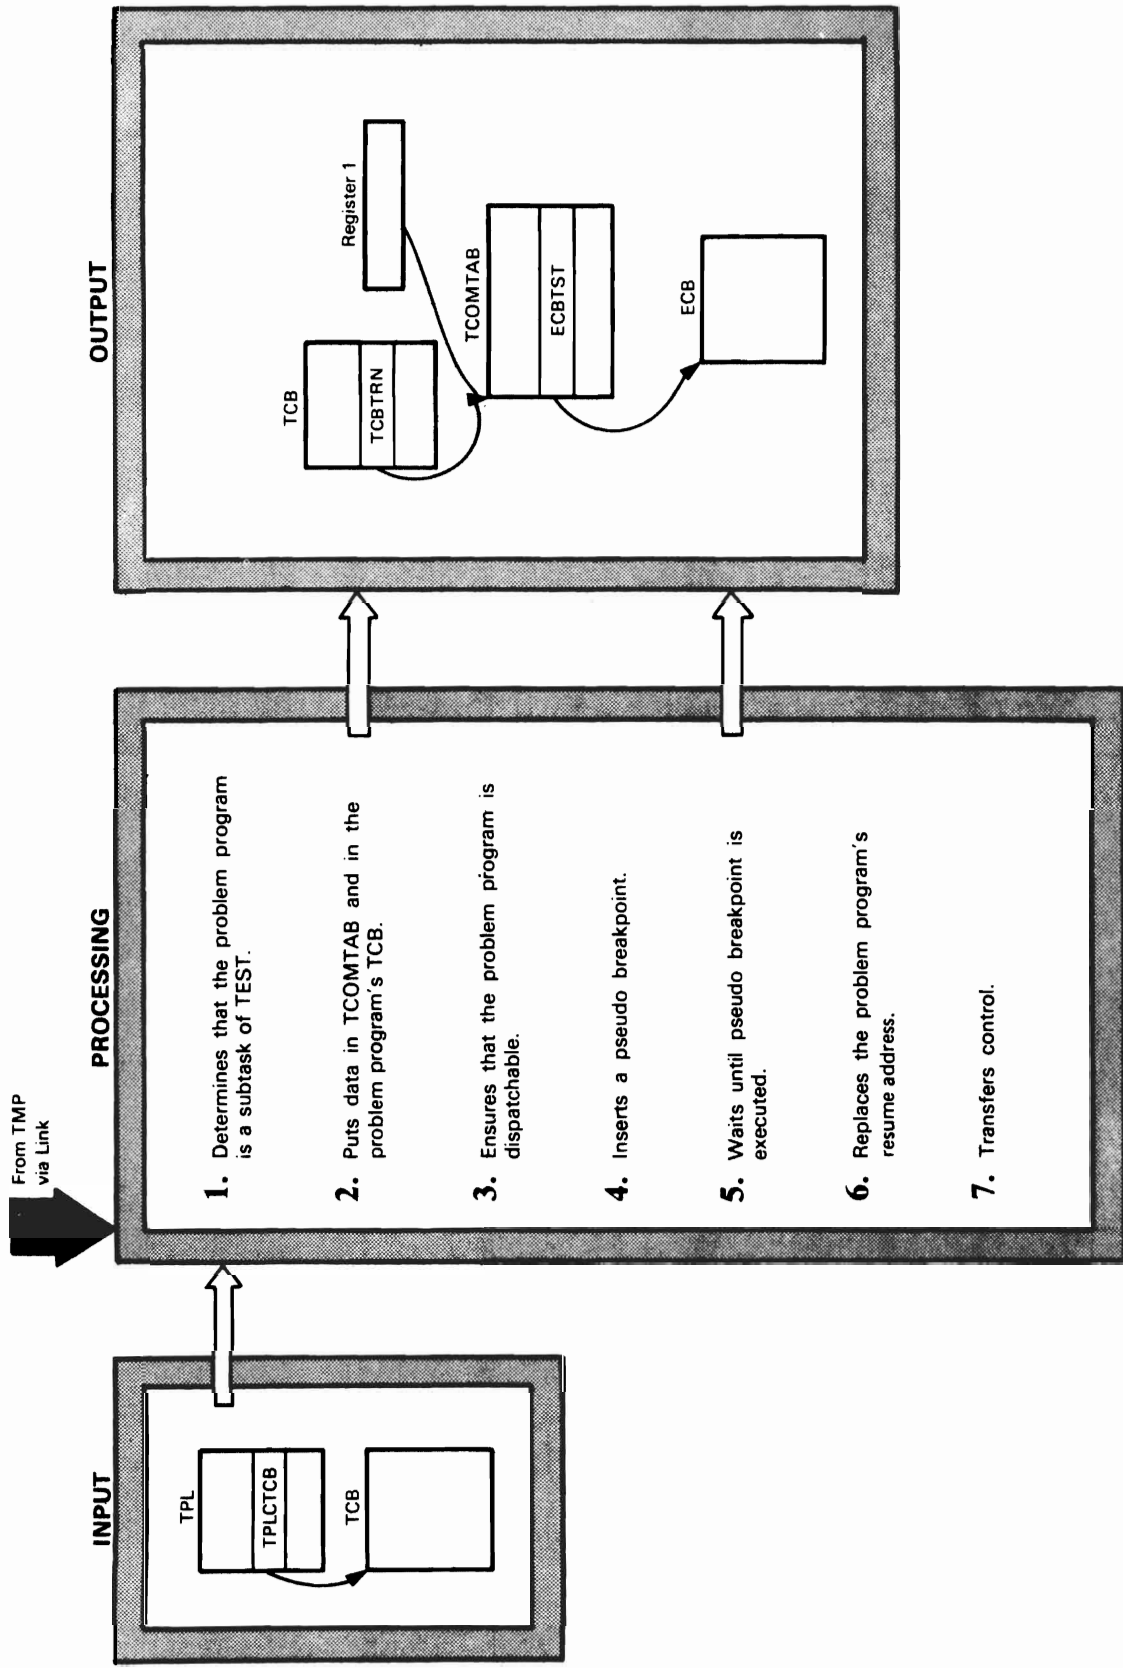 From TMP
via Link
INPUT
TPL
TPLCTCB
TCB
PROCESSING
1. Determines that the problem program
is a subtask of TEST.
2. Puts data in TCOMTAB and in the
problem program's TCB.
3. Ensures that the problem program is
dispatchable.
4. Inserts a pseudo breakpoint.
5. Waits until pseudo breakpoint is
executed.
6. Replaces the problem program's
resume address.
7. Transfers control.
OUTPUT
TCB
TCBTRN
Register 1
TCOMTAB
ECBTST
ECB